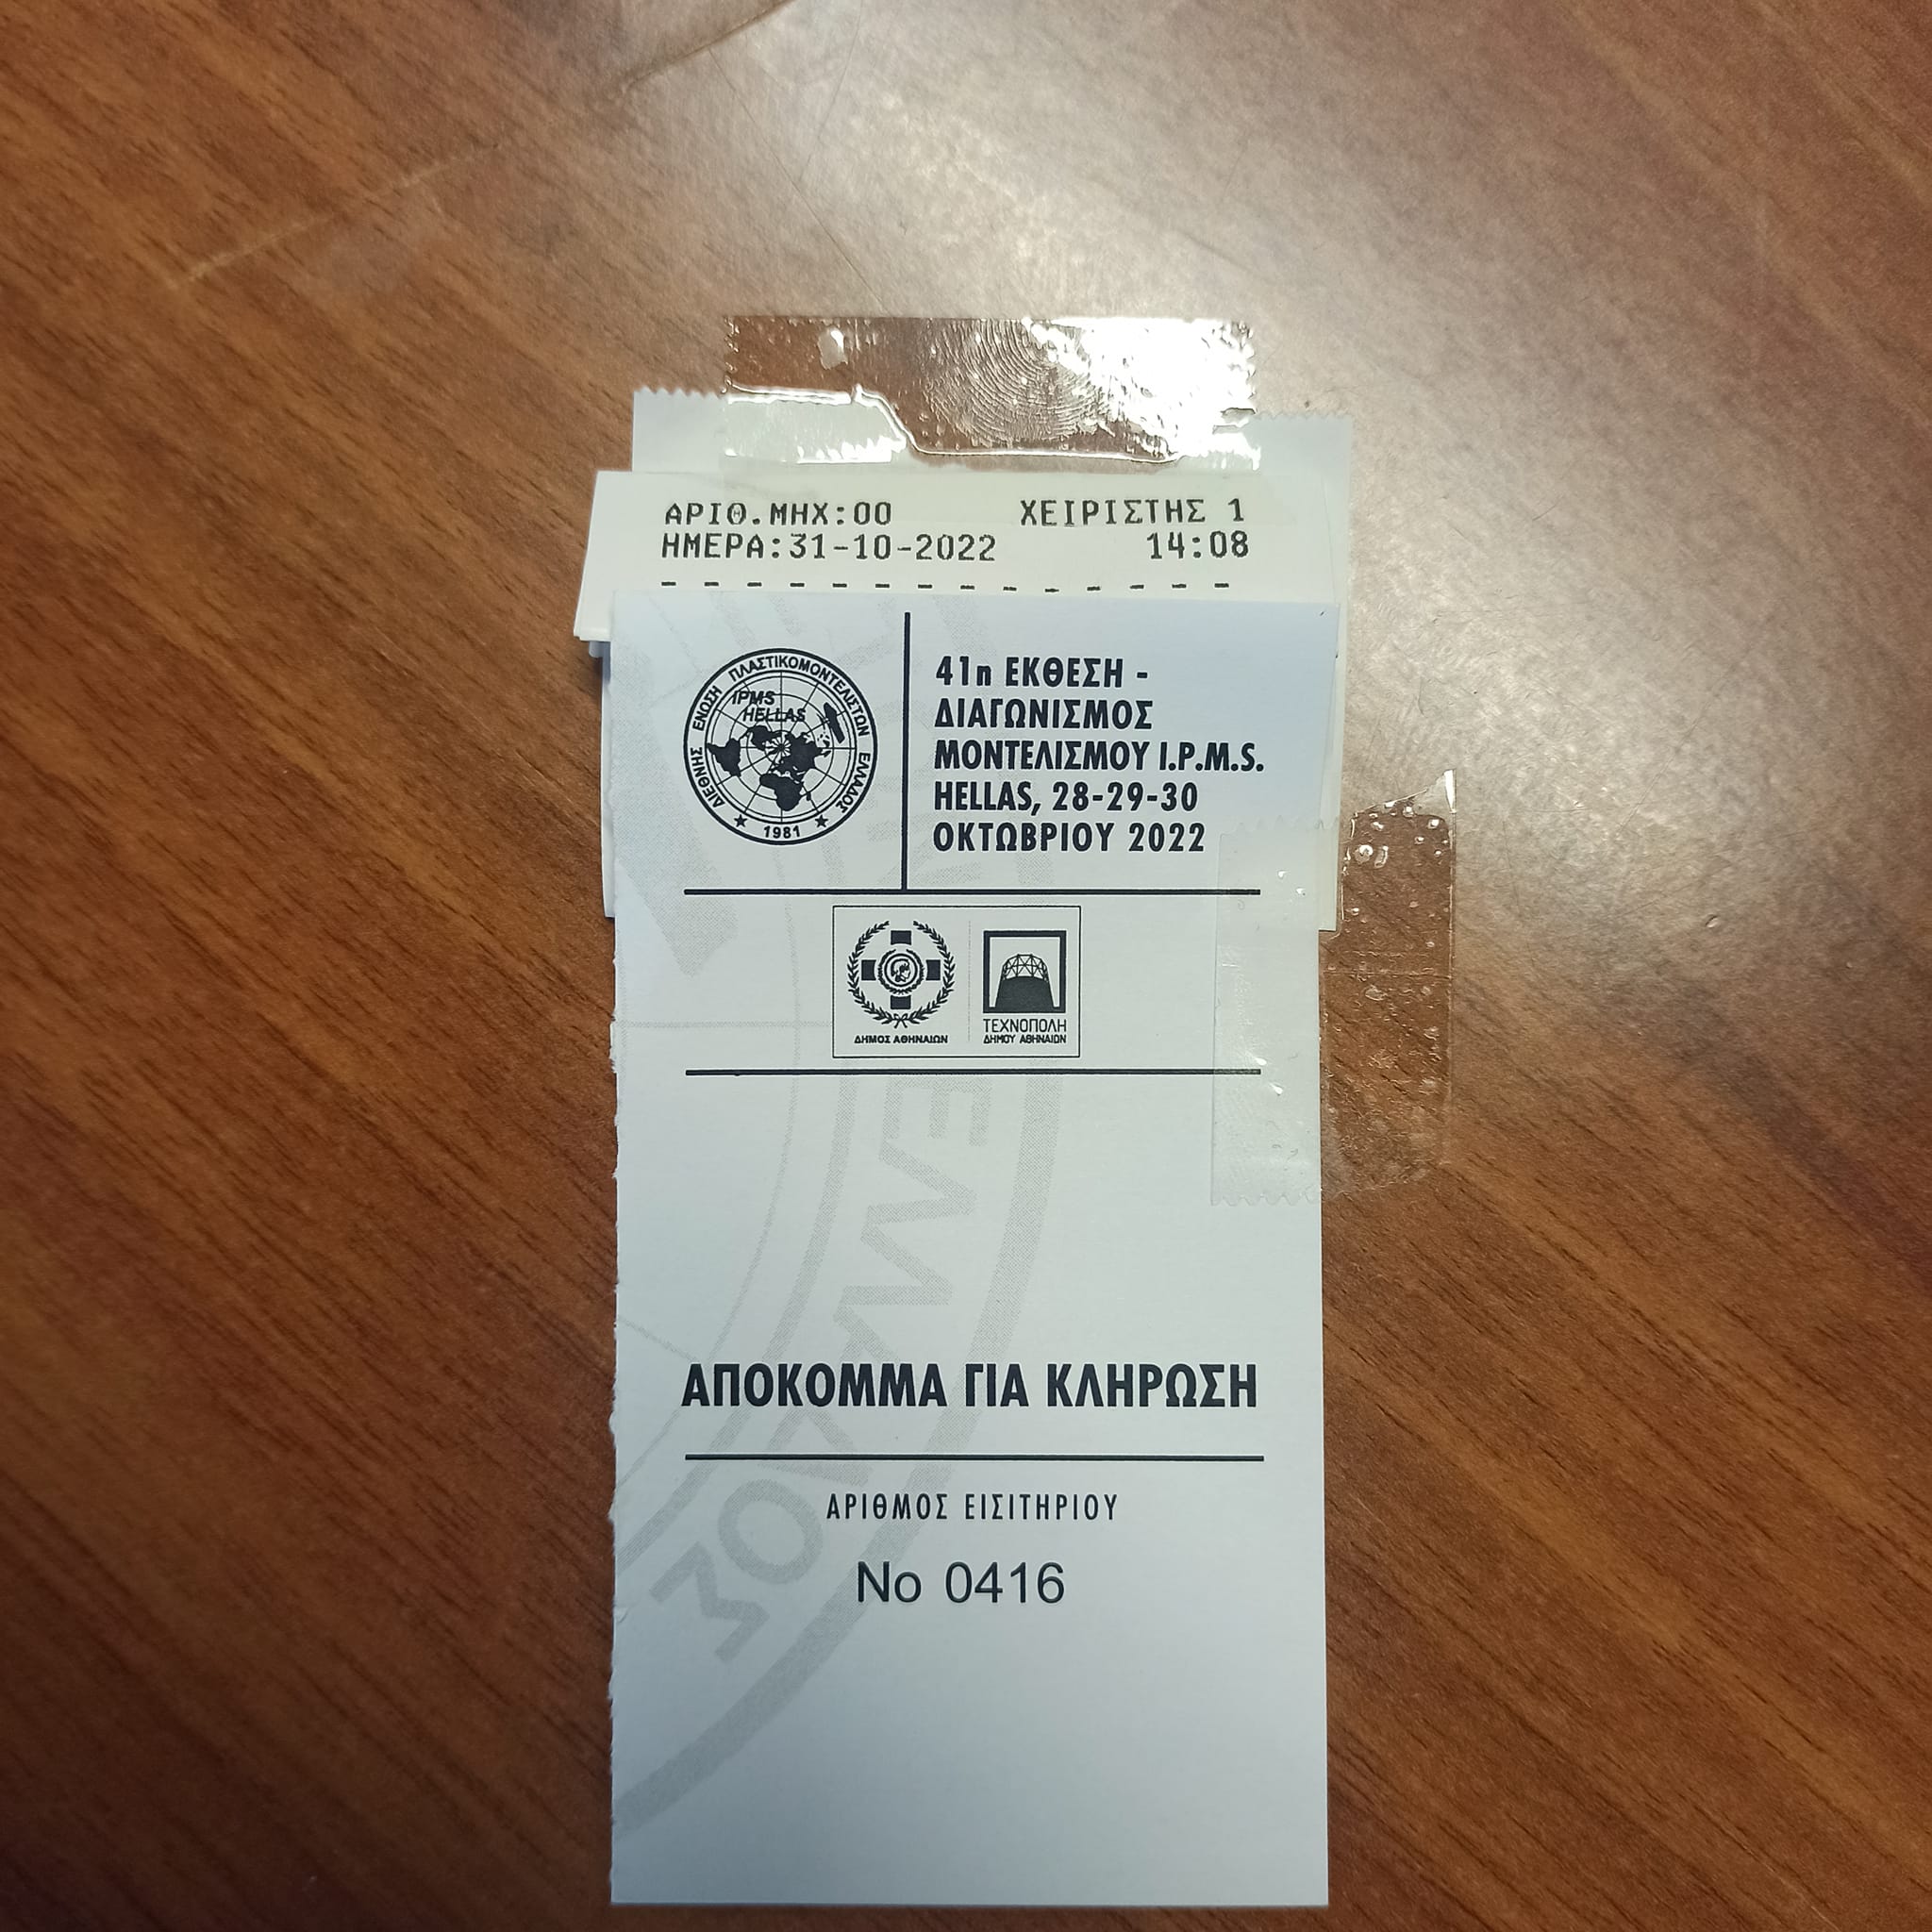 ΑΡΙΘ.ΜΗΧ:00 ΧΕΙΡΙΣΤΗΣ 1
ΗΜΕΡΑ:31-10-2022 14:08
ΔΙΕΘΝΗΣ ΕΝΩΣΗ ΠΛΑΣΤΙΚΟΜΟΝΤΕΛΙΣΤΩΝ ΕΛΛΑΔΟΣ
IPMS
HELLAS
1981
41η ΕΚΘΕΣΗ -
ΔΙΑΓΩΝΙΣΜΟΣ
ΜΟΝΤΕΛΙΣΜΟΥ I.P.M.S.
HELLAS, 28-29-30
ΟΚΤΩΒΡΙΟΥ 2022
ΔΗΜΟΣ ΑΘΗΝΑΙΩΝ
ΤΕΧΝΟΠΟΛΗ
ΔΗΜΟΥ ΑΘΗΝΑΙΩΝ
ΑΠΟΚΟΜΜΑ ΓΙΑ ΚΛΗΡΩΣΗ
ΑΡΙΘΜΟΣ ΕΙΣΙΤΗΡΙΟΥ
No 0416
ΕΛΛΑΔΟΣ